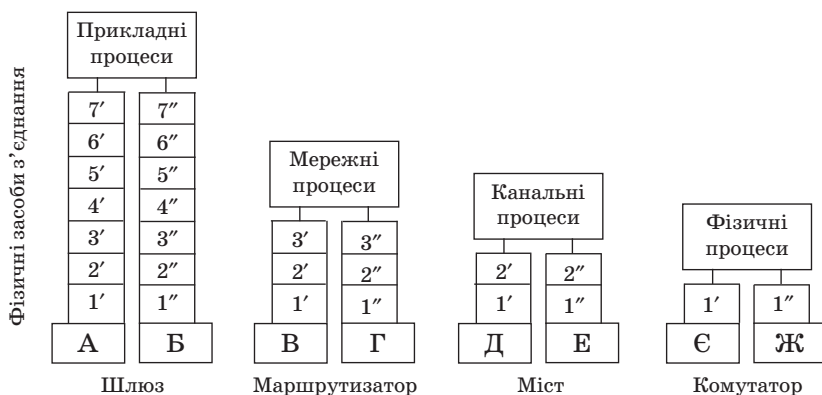 Фізичні засоби з’єднання
Прикладні
процеси
7′ 7″
6′ 6″
5′ 5″
4′ 4″
3′ 3″
2′ 2″
1′ 1″
А Б
Шлюз
Мережні
процеси
3′ 3″
2′ 2″
1′ 1″
В Г
Маршрутизатор
Канальні
процеси
2′ 2″
1′ 1″
Д Е
Міст
Фізичні
процеси
1′ 1″
Є Ж
Комутатор